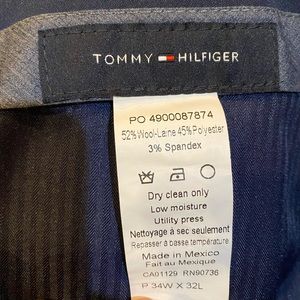 TOMMY HILFIGER
PO 4900087874
52%Wool-Laine 45%Polyester
3% Spandex
Dry clean only
Low moisture
Utility press
Nettoyage à sec seulement
Repasser à basse température
Made in Mexico
Fait au Mexique
CA01129 RN90736
P 34W X 32L